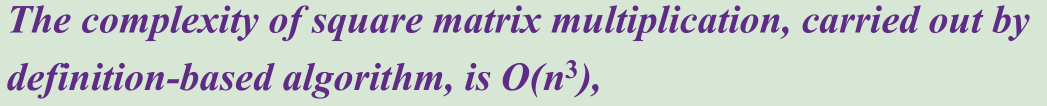 The complexity of square matrix multiplication, carried out by
definition-based algorithm, is O(n³),